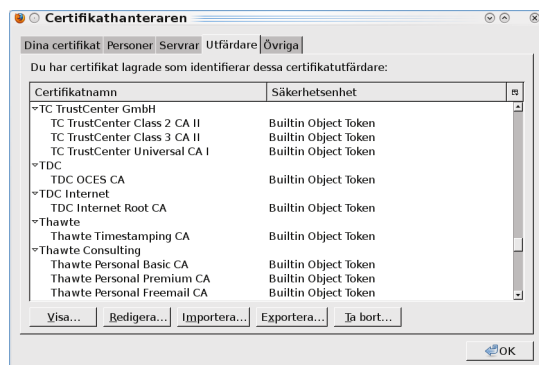 Certifikathanteraren
Dina certifikat Personer Servrar Utfärdare Övriga
Du har certifikat lagrade som identifierar dessa certifikatutfärdare:
Certifikatnamn Säkerhetsenhet
TC TrustCenter GmbH
TC TrustCenter Class 2 CA II Builtin Object Token
TC TrustCenter Class 3 CA II Builtin Object Token
TC TrustCenter Universal CA I Builtin Object Token
TDC
TDC OCES CA Builtin Object Token
TDC Internet
TDC Internet Root CA Builtin Object Token
Thawte
Thawte Timestamping CA Builtin Object Token
Thawte Consulting
Thawte Personal Basic CA Builtin Object Token
Thawte Personal Premium CA Builtin Object Token
Thawte Personal Freemail CA Builtin Object Token
Visa... Redigera... Importera... Exportera... Ta bort...
OK